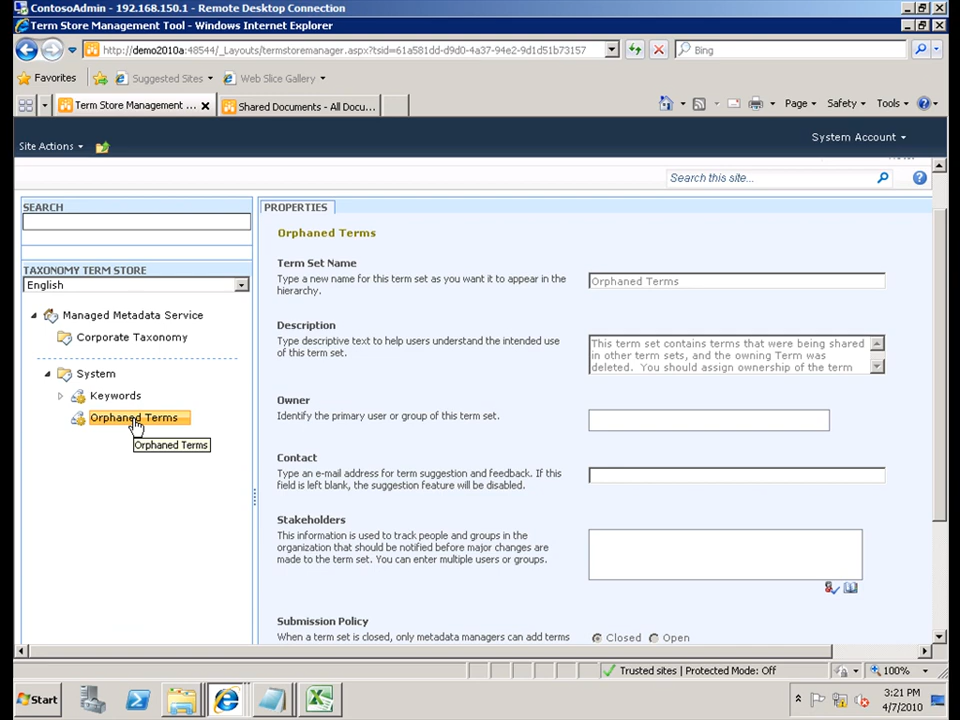 ContosoAdmin - 192.168.150.1 - Remote Desktop Connection
Term Store Management Tool - Windows Internet Explorer
http://demo2010a:48544/_Layouts/termstoremanager.aspx?tsid=61a581dd-d9d0-4a37-94e2-9d1d51b73157
Bing
Favorites
Suggested Sites
Web Slice Gallery
Term Store Management ...
Shared Documents - All Docu...
Page
Safety
Tools
System Account
Site Actions
Search this site...
SEARCH
PROPERTIES
Orphaned Terms
Term Set Name
Type a new name for this term set as you want it to appear in the
hierarchy.
Orphaned Terms
TAXONOMY TERM STORE
English
Managed Metadata Service
Corporate Taxonomy
System
Keywords
Orphaned Terms
Orphaned Terms
Description
Type descriptive text to help users understand the intended use
of this term set.
This term set contains terms that were being shared
in other term sets, and the owning Term was
deleted. You should assign ownership of the term
Owner
Identify the primary user or group of this term set.
Contact
Type an e-mail address for term suggestion and feedback. If this
field is left blank, the suggestion feature will be disabled.
Stakeholders
This information is used to track people and groups in the
organization that should be notified before major changes are
made to the term set. You can enter multiple users or groups.
Submission Policy
When a term set is closed, only metadata managers can add terms
Closed
Open
Trusted sites | Protected Mode: Off
100%
Start
3:21 PM
4/7/2010